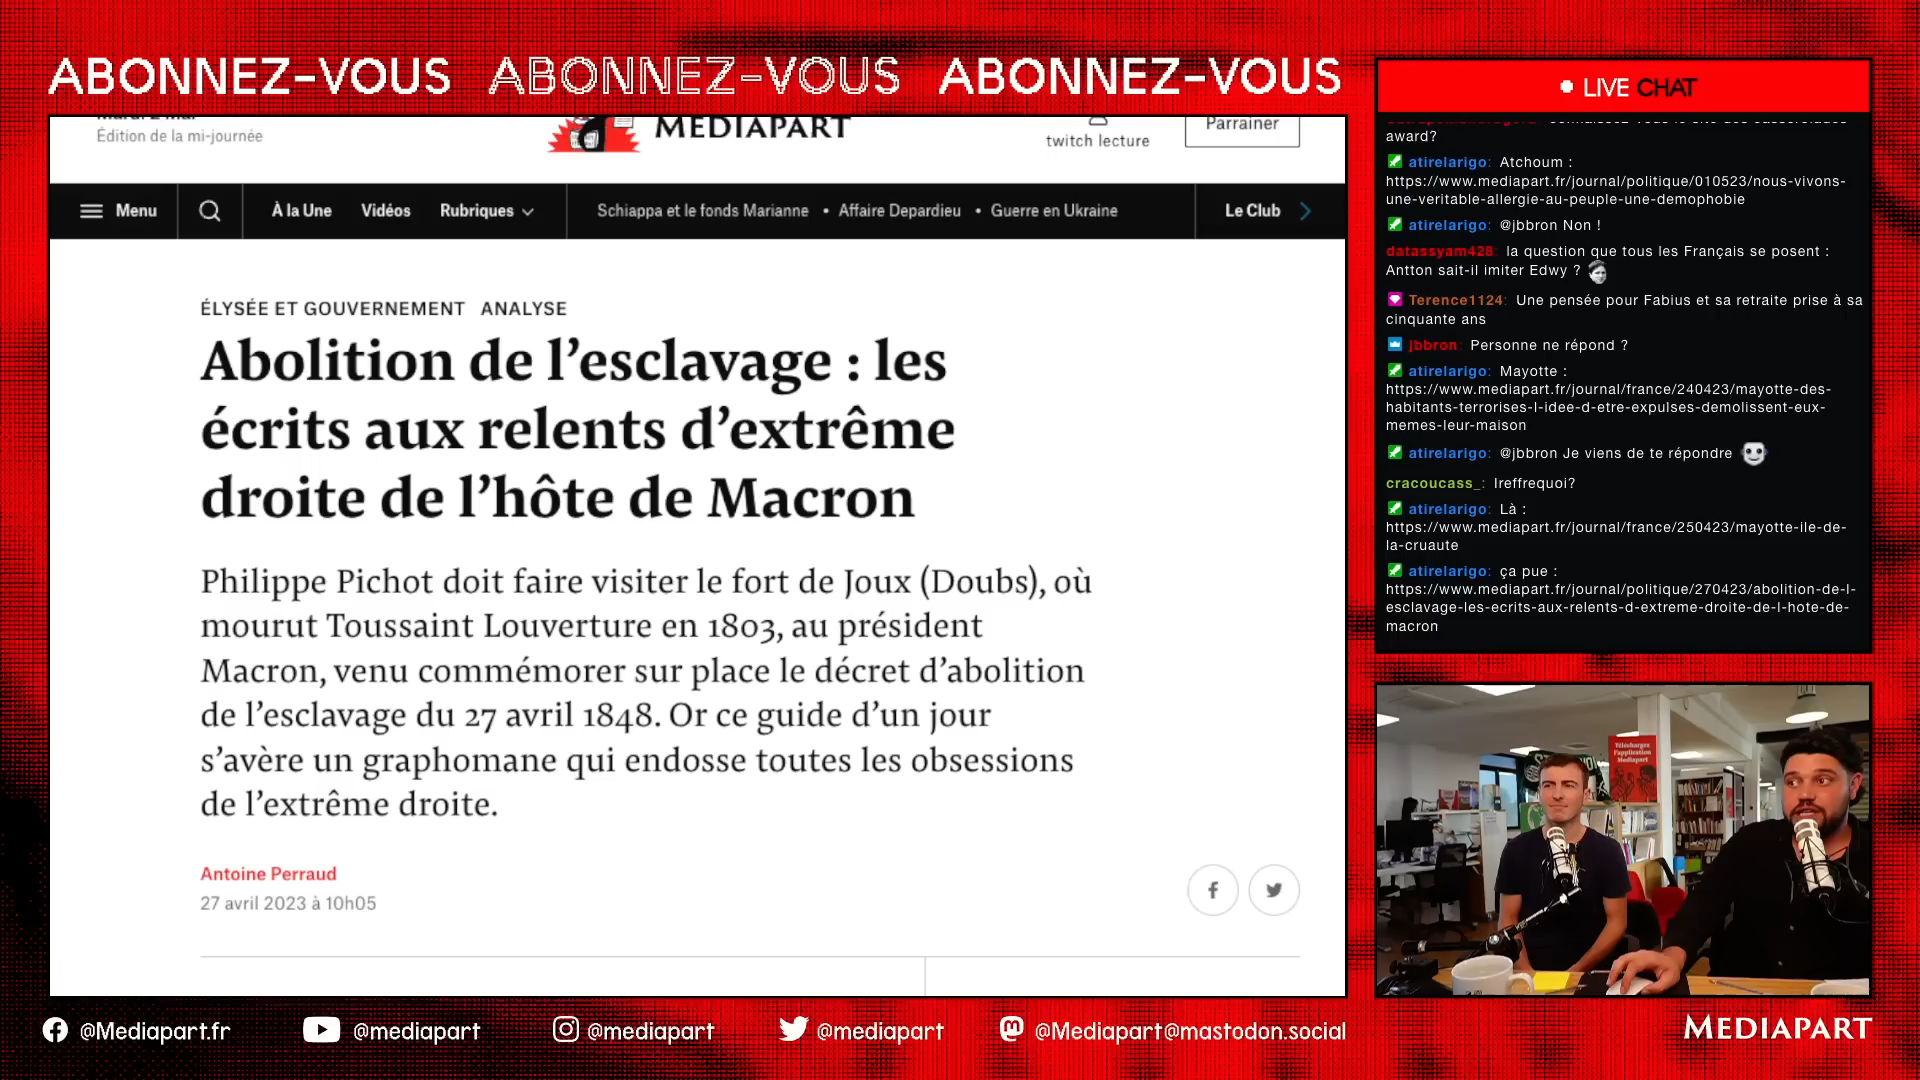 ABONNEZ-VOUS ABONNEZ-VOUS ABONNEZ-VOUS
Édition de la mi-journée
MEDIAPART
twitch lecture
Parrainer
Menu
À la Une
Vidéos
Rubriques
Schiappa et le fonds Marianne • Affaire Depardieu • Guerre en Ukraine
Le Club
ÉLYSÉE ET GOUVERNEMENT ANALYSE
Abolition de l’esclavage : les
écrits aux relents d’extrême
droite de l’hôte de Macron
Philippe Pichot doit faire visiter le fort de Joux (Doubs), où
mourut Toussaint Louverture en 1803, au président
Macron, venu commémorer sur place le décret d’abolition
de l’esclavage du 27 avril 1848. Or ce guide d’un jour
s’avère un graphomane qui endosse toutes les obsessions
de l’extrême droite.
Antoine Perraud
27 avril 2023 à 10h05
LIVE CHAT
award?
atirelarigo: Atchoum :
https://www.mediapart.fr/journal/politique/010523/nous-vivons-
une-veritable-allergie-au-peuple-une-demophobie
atirelarigo: @jbbron Non !
datassyam428: la question que tous les Français se posent :
Antton sait-il imiter Edwy ?
Terence1124: Une pensée pour Fabius et sa retraite prise à sa
cinquante ans
jbbron: Personne ne répond ?
atirelarigo: Mayotte :
https://www.mediapart.fr/journal/france/240423/mayotte-des-
habitants-terrorises-l-idee-d-etre-expulses-demolissent-eux-
memes-leur-maison
atirelarigo: @jbbron Je viens de te répondre
cracoucass_: Ireffrequoi?
atirelarigo: Là :
https://www.mediapart.fr/journal/france/250423/mayotte-ile-de-
la-cruaute
atirelarigo: ça pue :
https://www.mediapart.fr/journal/politique/270423/abolition-de-l-
esclavage-les-ecrits-aux-relents-d-extreme-droite-de-l-hote-de-
macron
Téléchargez
l'application
Mediapart
@Mediapart.fr
@mediapart
@mediapart
@mediapart
@Mediapart@mastodon.social
MEDIAPART